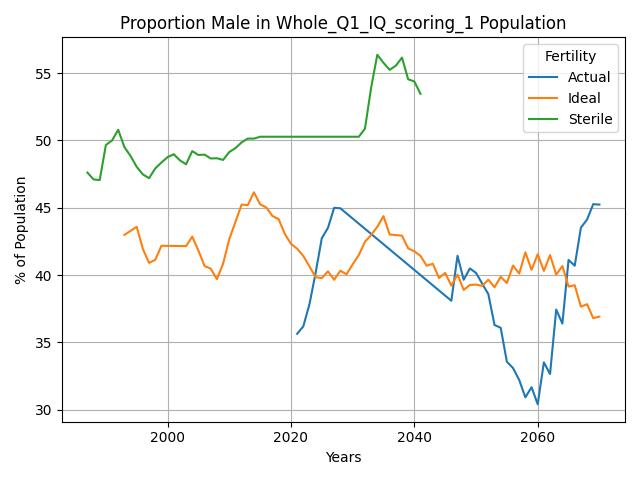 Proportion Male in Whole_Q1_IQ_scoring_1 Population
Fertility
Actual
Ideal
Sterile
% of Population
55
50
45
40
35
30
2000
2020
2040
2060
Years